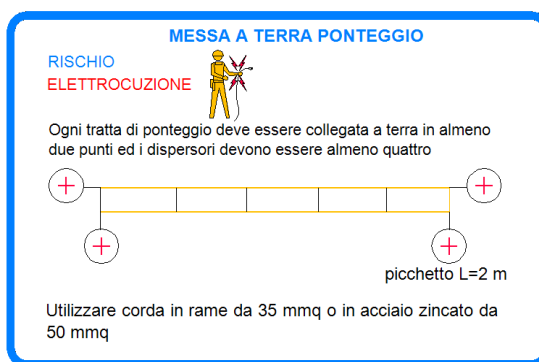 MESSA A TERRA PONTEGGIO
RISCHIO
ELETTROCUZIONE
Ogni tratta di ponteggio deve essere collegata a terra in almeno
due punti ed i dispersori devono essere almeno quattro
picchetto L=2 m
Utilizzare corda in rame da 35 mmq o in acciaio zincato da
50 mmq